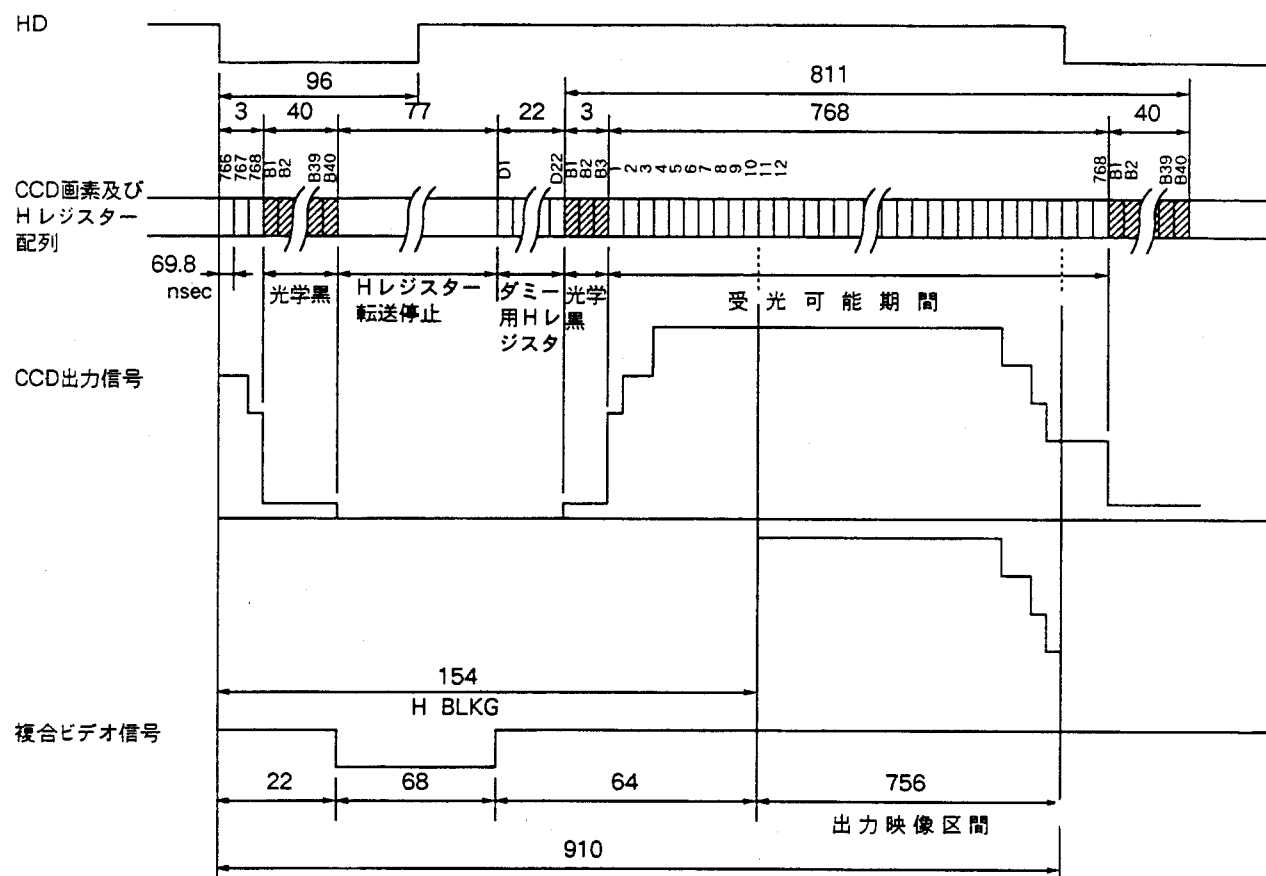 HD
96
811
3 40 77 22 3 768 40
766 767 768 B1 B2 B39 B40 D1 D22 B1 B2 B3 1 2 3 4 5 6 7 8 9 10 11 12 768 B1 B2 B39 B40
CCD画素及び
Hレジスター
配列
69.8
nsec
光学黒
Hレジスター
転送停止
ダミー
用Hレ
ジスタ
光学
黒
受光可能期間
CCD出力信号
154
H BLKG
複合ビデオ信号
22 68 64 756
出力映像区間
910